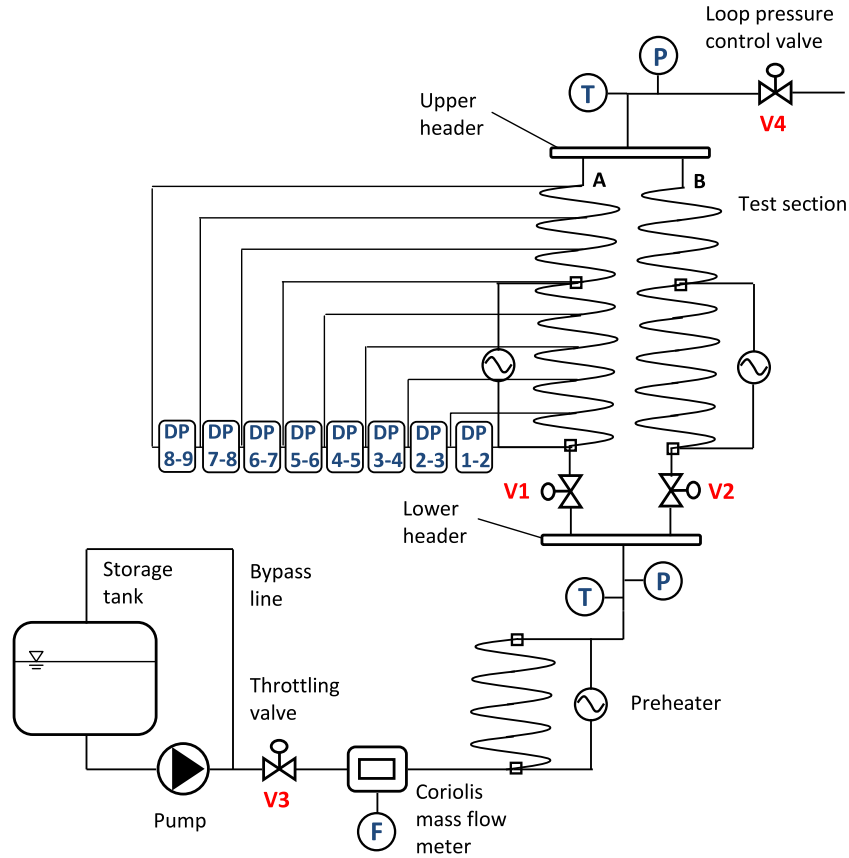 Loop pressure
control valve
P
T
V4
Upper
header
A
B
Test section
DP
8-9
DP
7-8
DP
6-7
DP
5-6
DP
4-5
DP
3-4
DP
2-3
DP
1-2
V1
V2
Lower
header
Storage
tank
Bypass
line
T
P
Throttling
valve
Preheater
V3
Pump
F
Coriolis
mass flow
meter